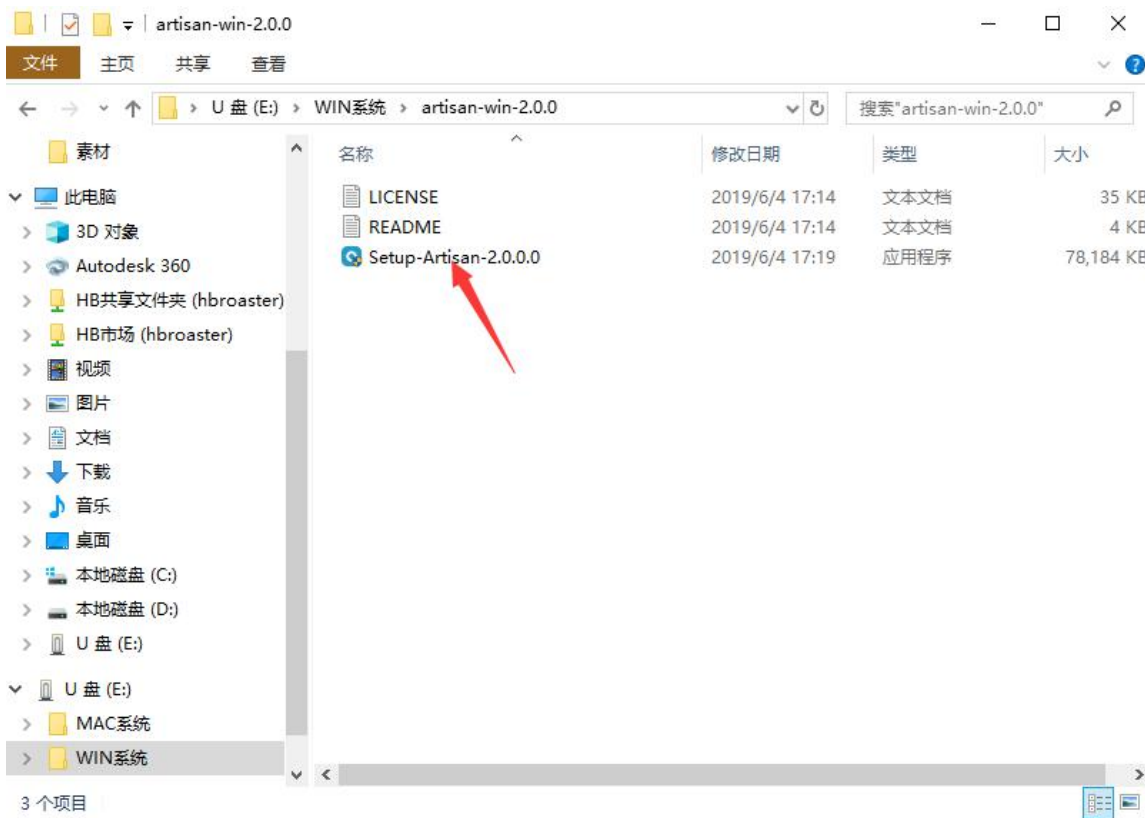 artisan-win-2.0.0
文件 主页 共享 查看
U 盘 (E:) WIN系统 artisan-win-2.0.0 搜索"artisan-win-2.0.0"
名称 修改日期 类型 大小
LICENSE 2019/6/4 17:14 文本文档 35 KB
README 2019/6/4 17:14 文本文档 4 KB
Setup-Artisan-2.0.0.0 2019/6/4 17:19 应用程序 78,184 KB
素材
此电脑
3D 对象
Autodesk 360
HB共享文件夹 (hbroaster)
HB市场 (hbroaster)
视频
图片
文档
下载
音乐
桌面
本地磁盘 (C:)
本地磁盘 (D:)
U 盘 (E:)
U 盘 (E:)
MAC系统
WIN系统
3 个项目